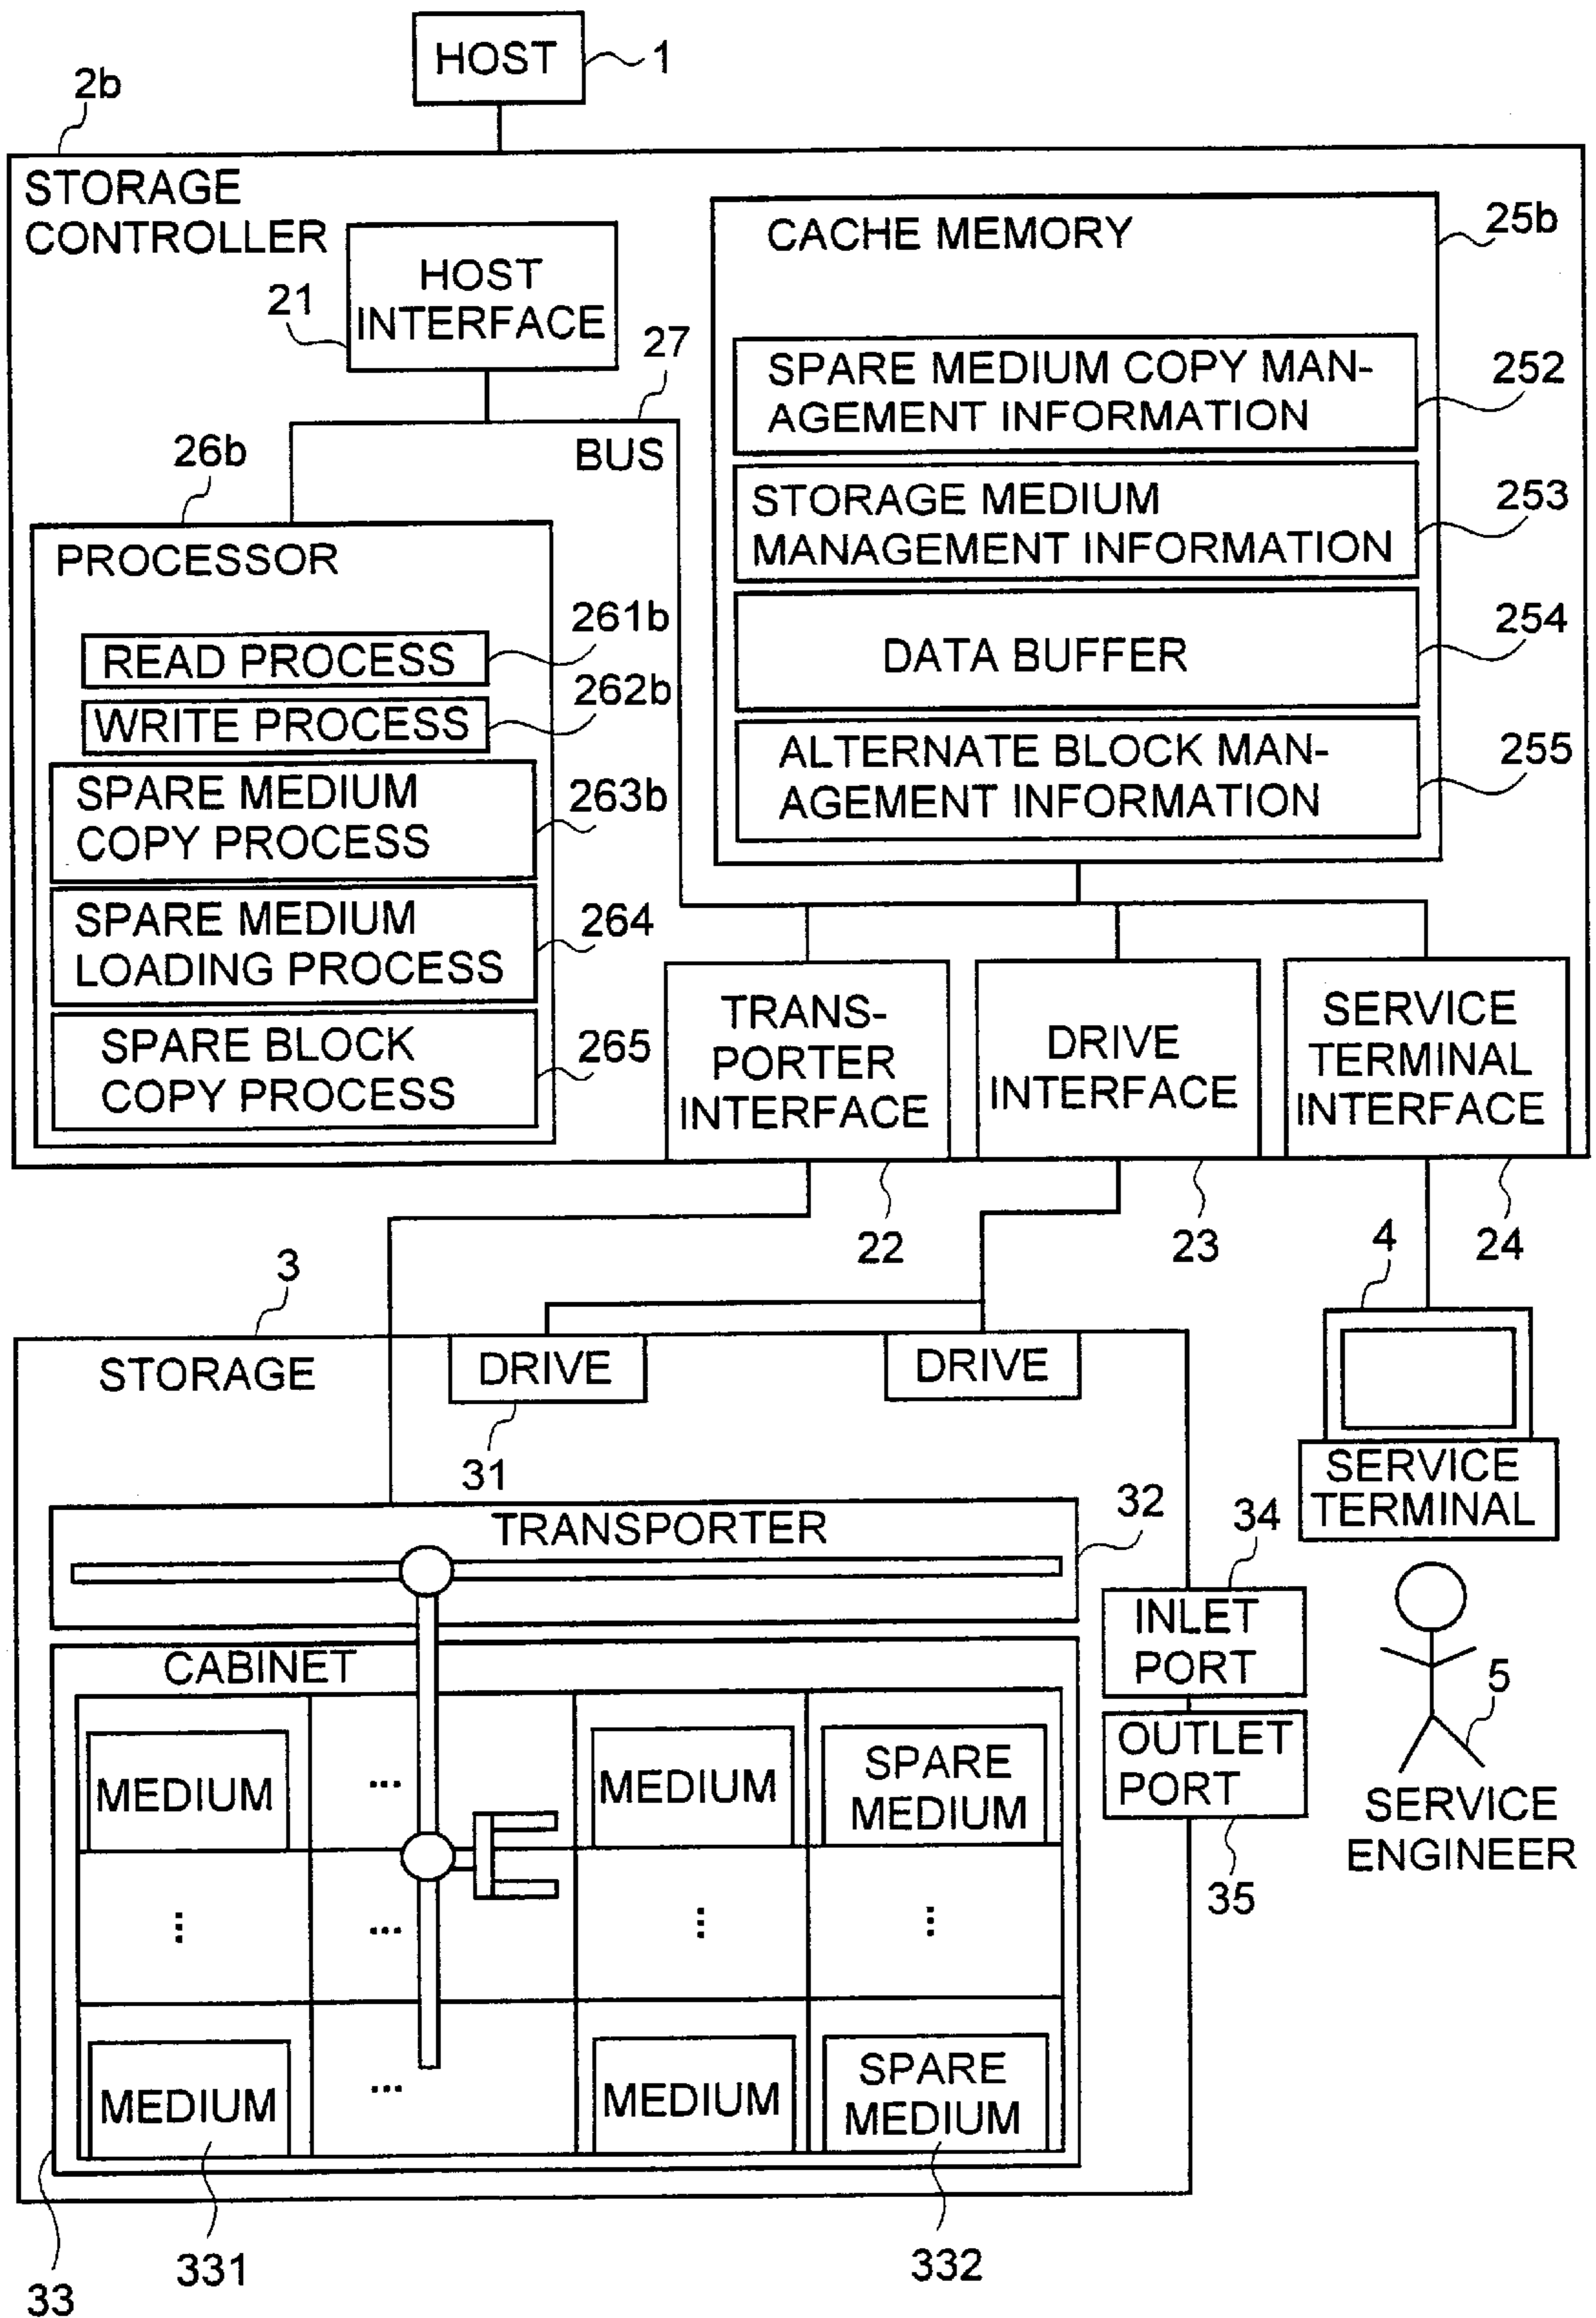 HOST
1
2b
STORAGE
CONTROLLER
HOST
INTERFACE
21
27
BUS
CACHE MEMORY
25b
SPARE MEDIUM COPY MAN-
AGEMENT INFORMATION
252
STORAGE MEDIUM
MANAGEMENT INFORMATION
253
DATA BUFFER
254
ALTERNATE BLOCK MAN-
AGEMENT INFORMATION
255
26b
PROCESSOR
READ PROCESS
261b
WRITE PROCESS
262b
SPARE MEDIUM
COPY PROCESS
263b
SPARE MEDIUM
LOADING PROCESS
264
SPARE BLOCK
COPY PROCESS
265
TRANS-
PORTER
INTERFACE
22
DRIVE
INTERFACE
23
SERVICE
TERMINAL
INTERFACE
24
3
STORAGE
DRIVE
31
DRIVE
4
SERVICE
TERMINAL
TRANSPORTER
32
34
INLET
PORT
OUTLET
PORT
35
5
SERVICE
ENGINEER
CABINET
MEDIUM
...
MEDIUM
SPARE
MEDIUM
...
...
...
...
MEDIUM
...
MEDIUM
SPARE
MEDIUM
33
331
332